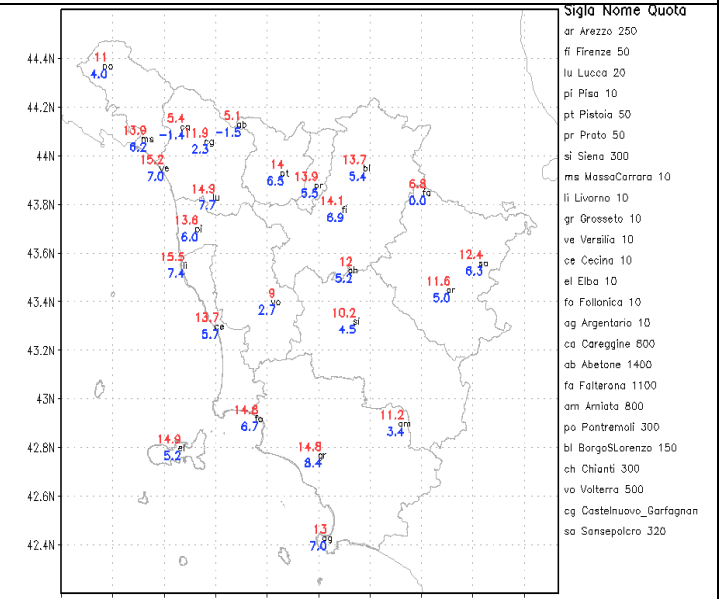 Sigla Nome Quota
ar Arezzo 250
fi Firenze 50
lu Lucca 20
pi Pisa 10
pt Pistoia 50
pr Prato 50
si Siena 300
ms MassaCarrara 10
li Livorno 10
gr Grosseto 10
ve Versilia 10
ce Cecina 10
el Elba 10
fo Follonica 10
ag Argentario 10
ca Careggine 800
ab Abetone 1400
fa Falterona 1100
am Amiata 800
po Pontremoli 300
bl BorgoSLorenzo 150
ch Chianti 300
vo Volterra 500
cg Castelnuovo_Garfagnan
sa Sansepolcro 320
44.4N
44.2N
44N
43.8N
43.6N
43.4N
43.2N
43N
42.8N
42.6N
42.4N
11
po
4.0
5.4
ca
-1.4
5.1
ab
-1.5
13.9
ms
6.2
11.9
cg
2.3
15.2
ve
7.0
14
pt
6.5
13.9
pr
5.5
13.7
bl
5.4
6.8
fa
0.0
14.9
lu
7.7
14.1
fi
6.9
13.6
pi
6.0
15.5
li
7.4
12
ch
5.2
12.4
sa
6.3
11.6
ar
5.0
9
vo
2.7
10.2
si
4.5
13.7
ce
5.7
14.8
fo
6.7
11.2
am
3.4
14.9
el
5.2
14.8
gr
8.4
13
ag
7.0